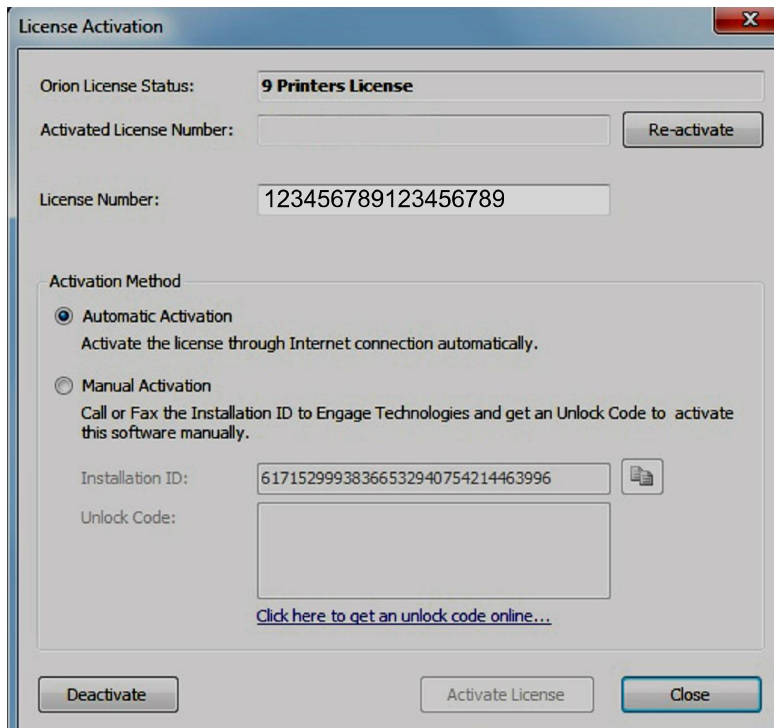 License Activation
Orion License Status: 9 Printers License
Activated License Number: Re-activate
License Number: 123456789123456789
Activation Method
Automatic Activation
Activate the license through Internet connection automatically.
Manual Activation
Call or Fax the Installation ID to Engage Technologies and get an Unlock Code to activate
this software manually.
Installation ID: 61715299938366532940754214463996
Unlock Code:
Click here to get an unlock code online...
Deactivate Activate License Close